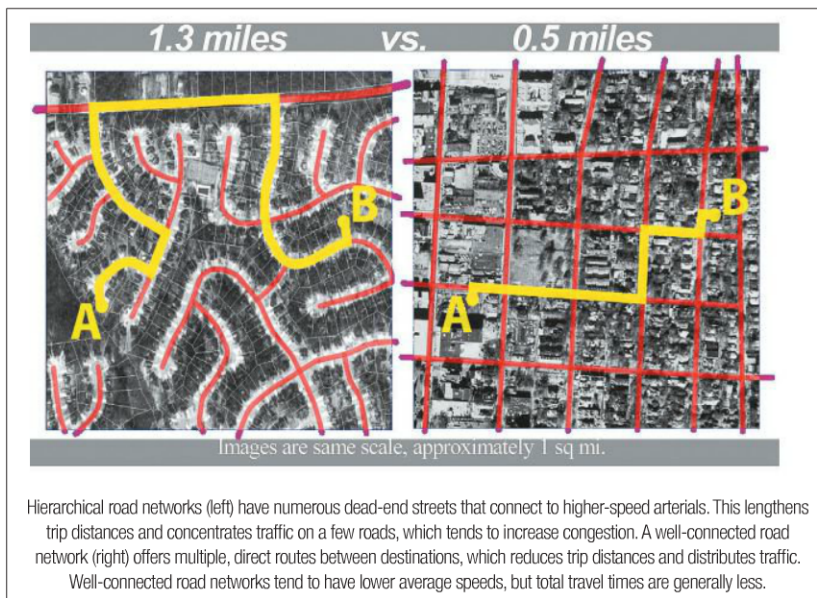 1.3 miles vs. 0.5 miles
A
B
A
B
Images are same scale, approximately 1 sq mi.
Hierarchical road networks (left) have numerous dead-end streets that connect to higher-speed arterials. This lengthens
trip distances and concentrates traffic on a few roads, which tends to increase congestion. A well-connected road
network (right) offers multiple, direct routes between destinations, which reduces trip distances and distributes traffic.
Well-connected road networks tend to have lower average speeds, but total travel times are generally less.